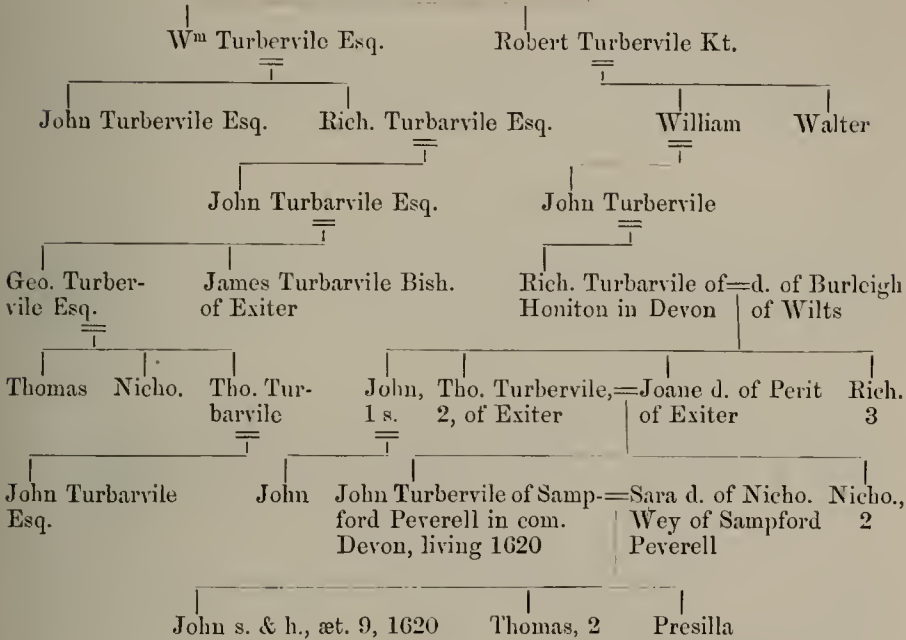 Wᵐ Turbervile Esq. Robert Turbervile Kt.
John Turbervile Esq. Rich. Turbarvile Esq. William Walter
John Turbarvile Esq. John Turbervile
Geo. Turber- James Turbarvile Bish. Rich. Turbarvile of=d. of Burleigh
vile Esq. of Exiter Honiton in Devon of Wilts
Thomas Nicho. Tho. Tur- John, Tho. Turbervile,=Joane d. of Perit Rich.
barvile 1 s. 2, of Exiter of Exiter 3
John Turbarvile John John Turbervile of Samp-=Sara d. of Nicho. Nicho.,
Esq. ford Peverell in com. Wey of Sampford 2
Devon, living 1620 Peverell
John s. & h., æt. 9, 1620 Thomas, 2 Presilla